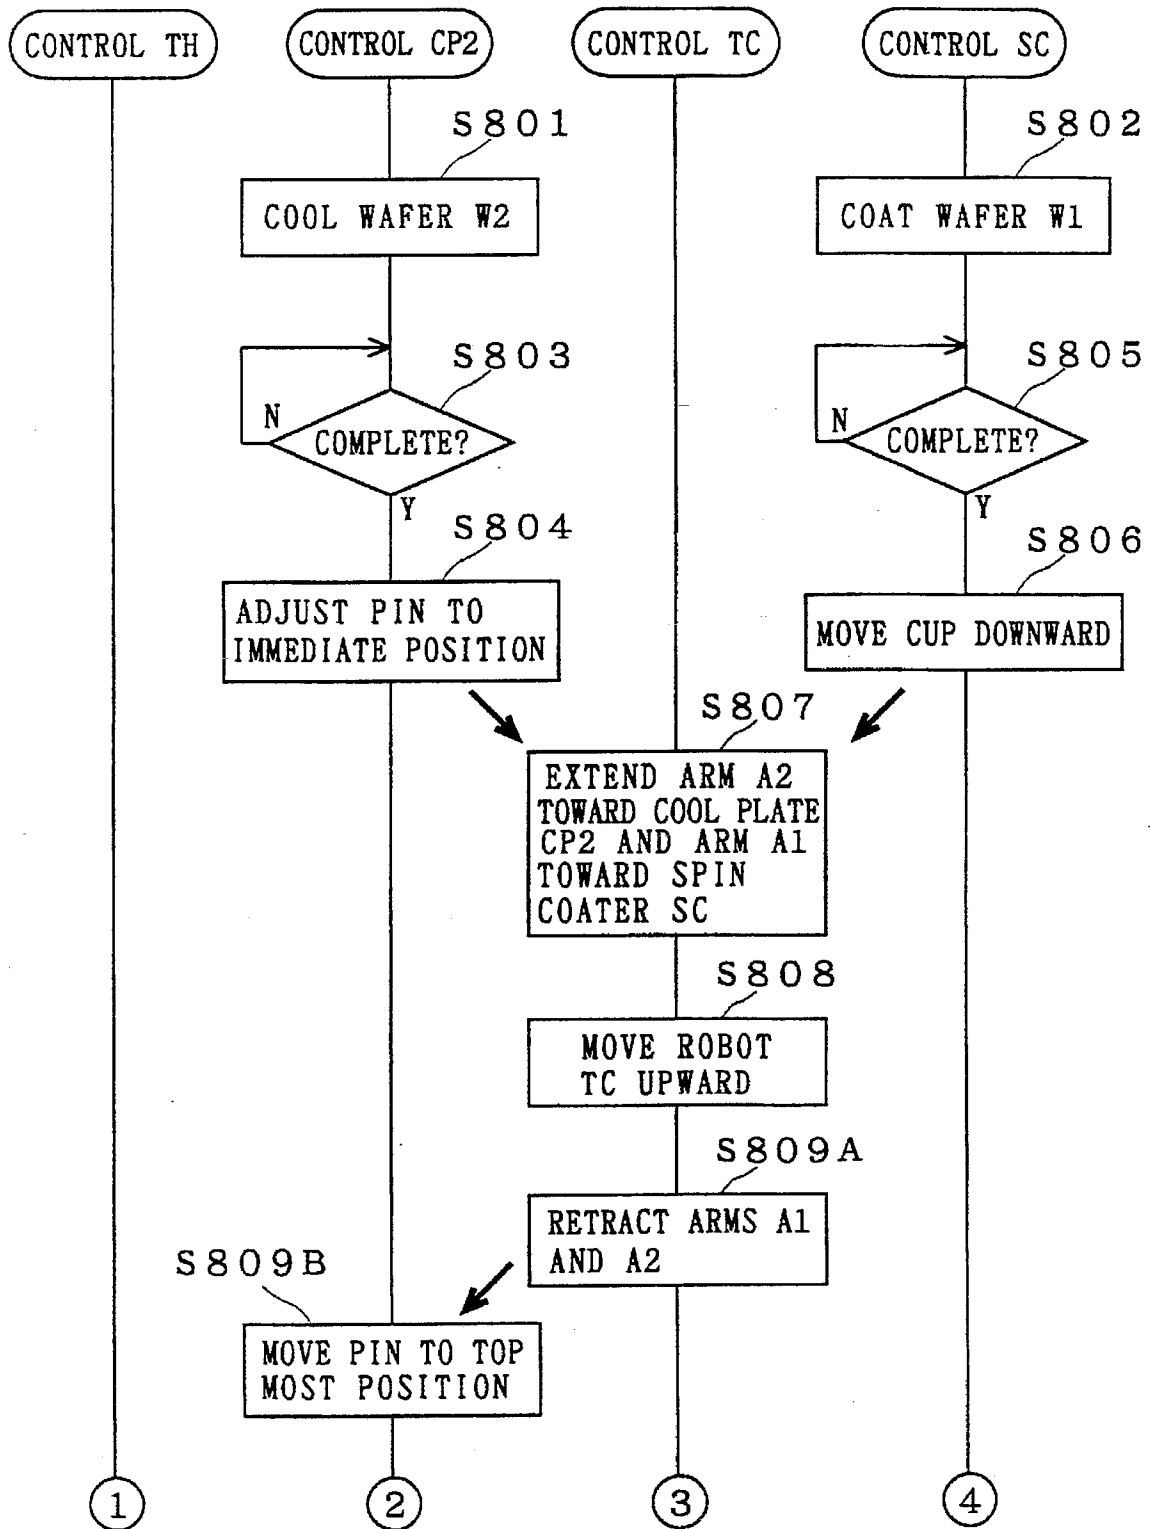 CONTROL TH
CONTROL CP2
CONTROL TC
CONTROL SC
S801
S802
COOL WAFER W2
COAT WAFER W1
S803
S805
N
COMPLETE?
N
COMPLETE?
Y
Y
S804
S806
ADJUST PIN TO
IMMEDIATE POSITION
MOVE CUP DOWNWARD
S807
EXTEND ARM A2
TOWARD COOL PLATE
CP2 AND ARM A1
TOWARD SPIN
COATER SC
S808
MOVE ROBOT
TC UPWARD
S809A
RETRACT ARMS A1
AND A2
S809B
MOVE PIN TO TOP
MOST POSITION
1
2
3
4